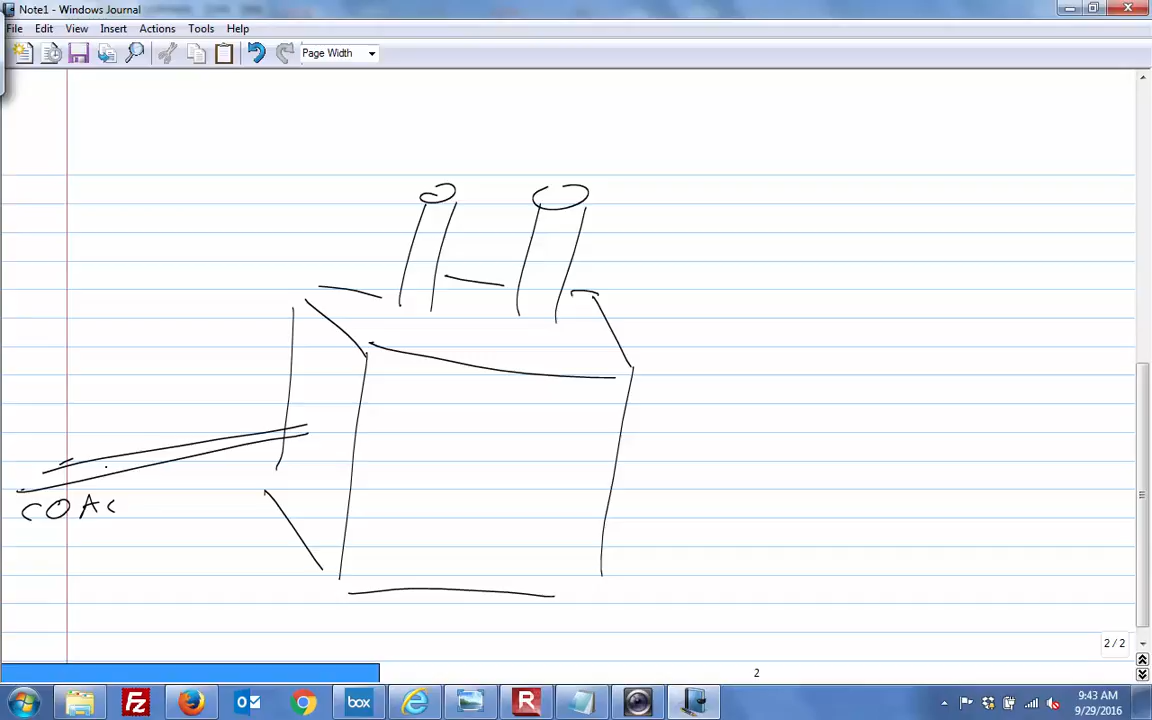 Note1 - Windows Journal
File Edit View Insert Actions Tools Help
Page Width
COAC
2 / 2
2
box
9:43 AM
9/29/2016